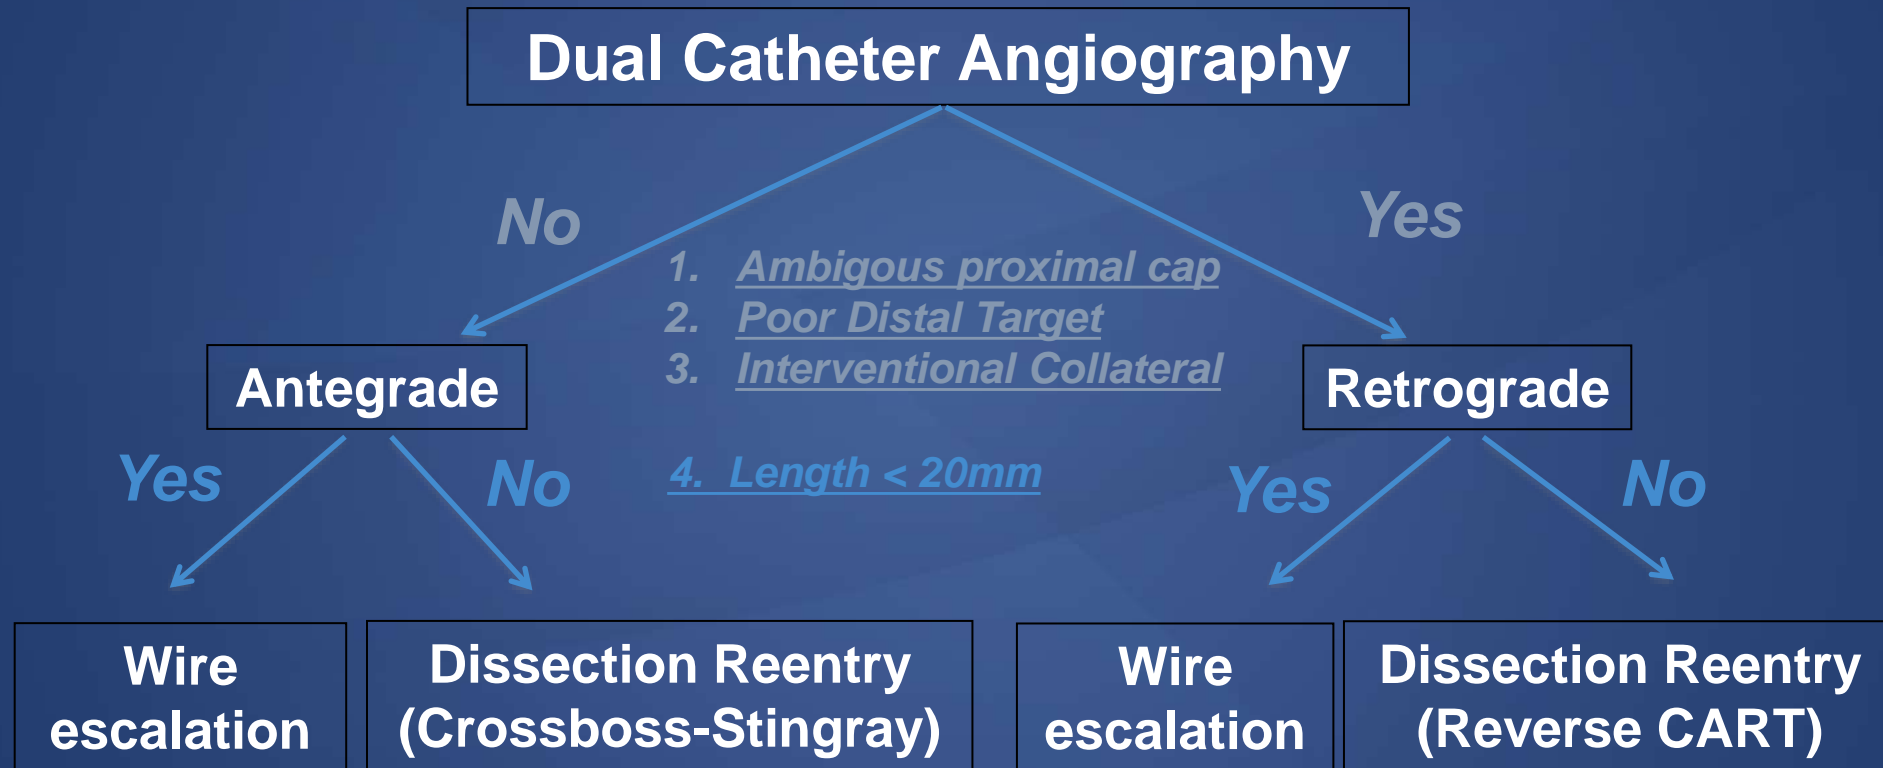 Dual Catheter Angiography
No
Yes
1. Ambigous proximal cap
2. Poor Distal Target
3. Interventional Collateral
Antegrade
Retrograde
Yes
No
4. Length < 20mm
Yes
No
Wire
escalation
Dissection Reentry
(Crossboss-Stingray)
Wire
escalation
Dissection Reentry
(Reverse CART)